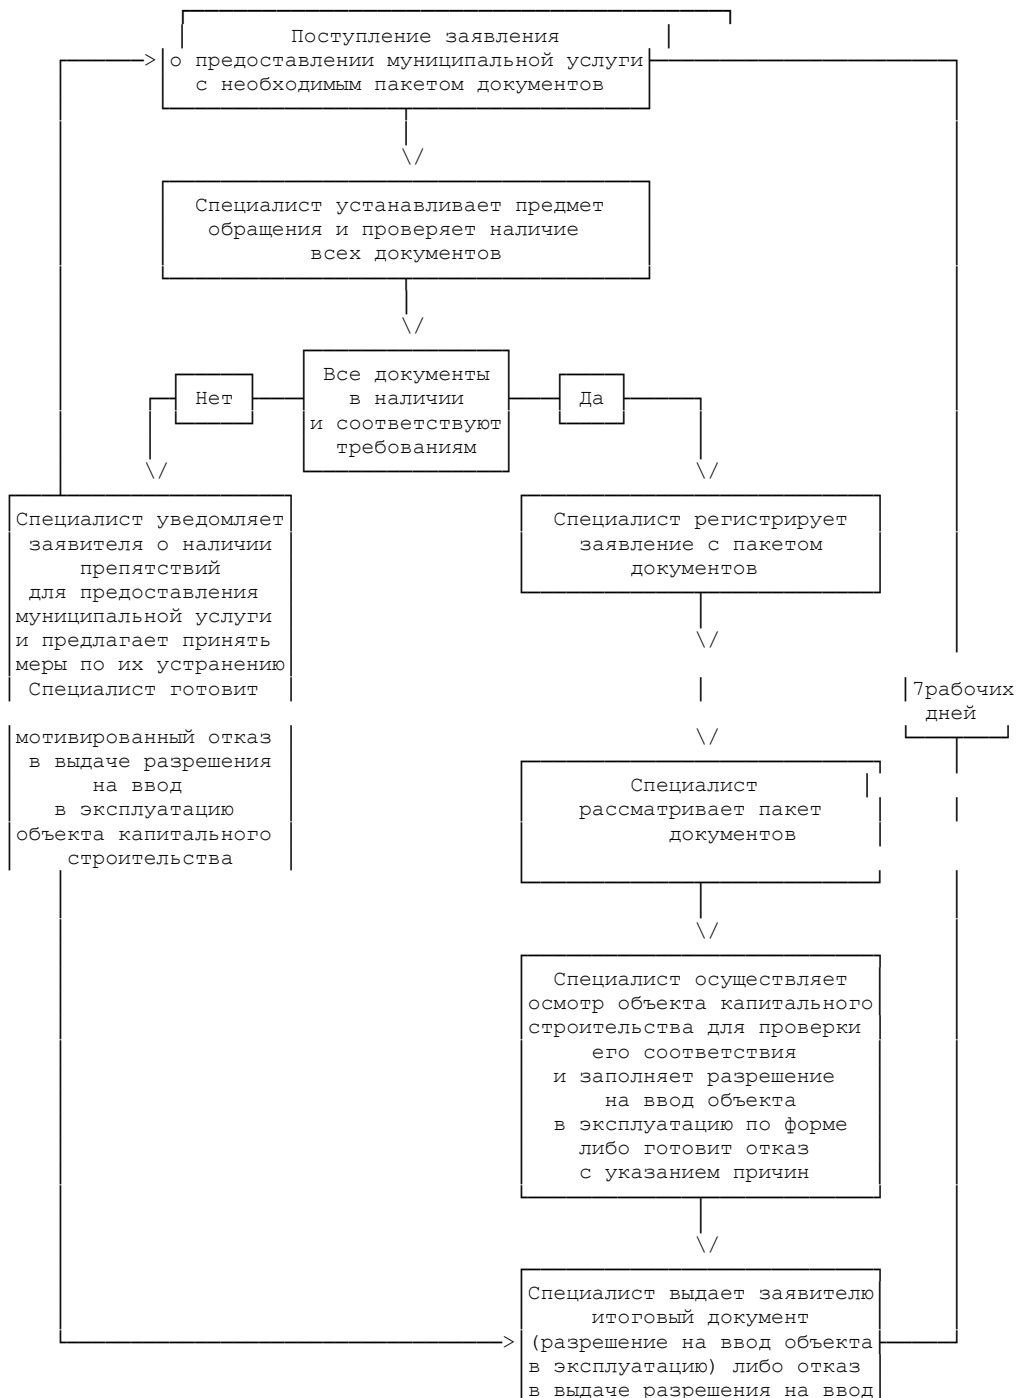 Поступление заявления
о предоставлении муниципальной услуги
с необходимым пакетом документов
Специалист устанавливает предмет
обращения и проверяет наличие
всех документов
Все документы
в наличии
и соответствуют
требованиям
Нет
Да
Специалист уведомляет
заявителя о наличии
препятствий
для предоставления
муниципальной услуги
и предлагает принять
меры по их устранению
Специалист готовит
мотивированный отказ
в выдаче разрешения
на ввод
в эксплуатацию
объекта капитального
строительства
Специалист регистрирует
заявление с пакетом
документов
7рабочих
дней
Специалист
рассматривает пакет
документов
Специалист осуществляет
осмотр объекта капитального
строительства для проверки
его соответствия
и заполняет разрешение
на ввод объекта
в эксплуатацию по форме
либо готовит отказ
с указанием причин
Специалист выдает заявителю
итоговый документ
(разрешение на ввод объекта
в эксплуатацию) либо отказ
в выдаче разрешения на ввод